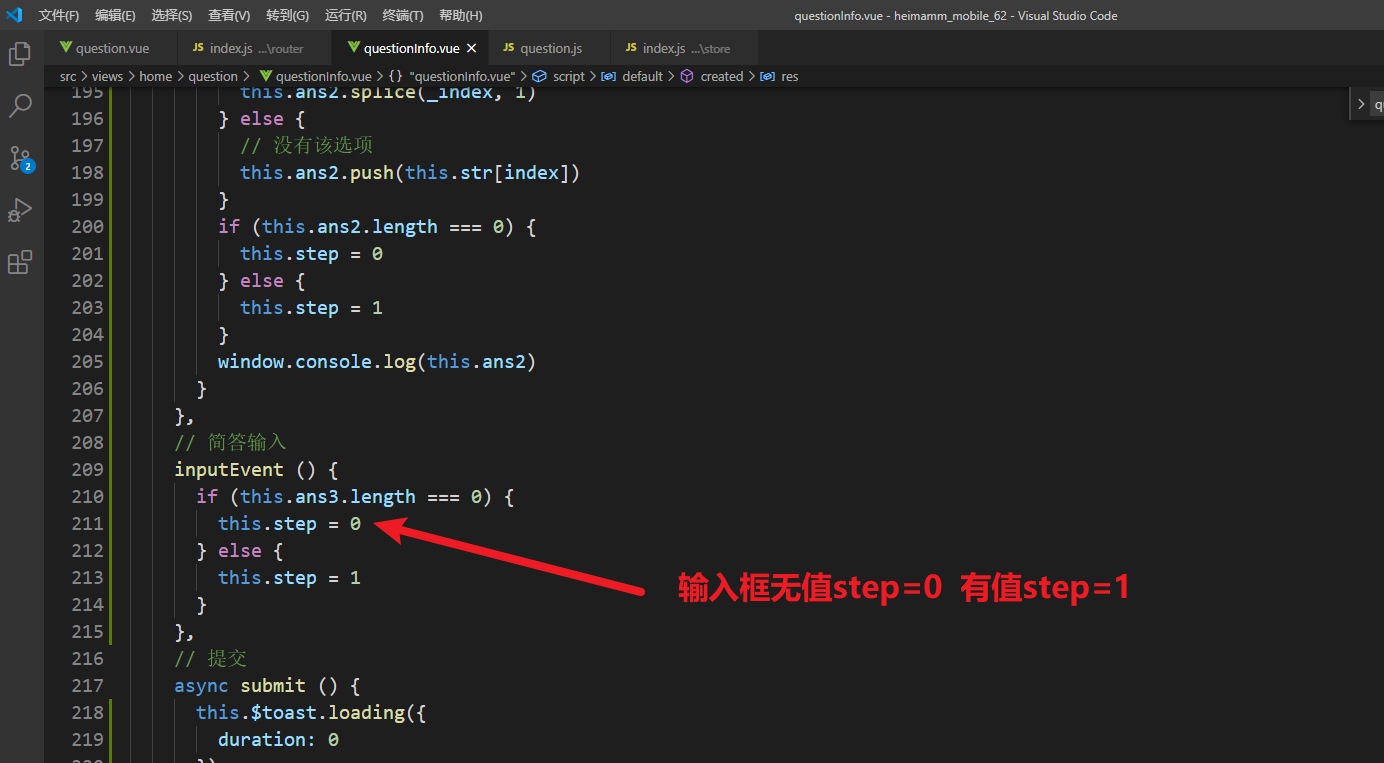 文件(F) 编辑(E) 选择(S) 查看(V) 转到(G) 运行(R) 终端(T) 帮助(H) questionInfo.vue - heimamm_mobile_62 - Visual Studio Code
question.vue JS index.js ...\router questionInfo.vue JS question.js JS index.js ...\store
src > views > home > question > questionInfo.vue > {} "questionInfo.vue" > script > default > created > res
195 this.ans2.splice(_index, 1)
196 } else {
197 // 没有该选项
198 this.ans2.push(this.str[index])
199 }
200 if (this.ans2.length === 0) {
201 this.step = 0
202 } else {
203 this.step = 1
204 }
205 window.console.log(this.ans2)
206 }
207 },
208 // 简答输入
209 inputEvent () {
210 if (this.ans3.length === 0) {
211 this.step = 0
212 } else {
213 this.step = 1
214 }
215 },
216 // 提交
217 async submit () {
218 this.$toast.loading({
219 duration: 0
2
输入框无值step=0 有值step=1